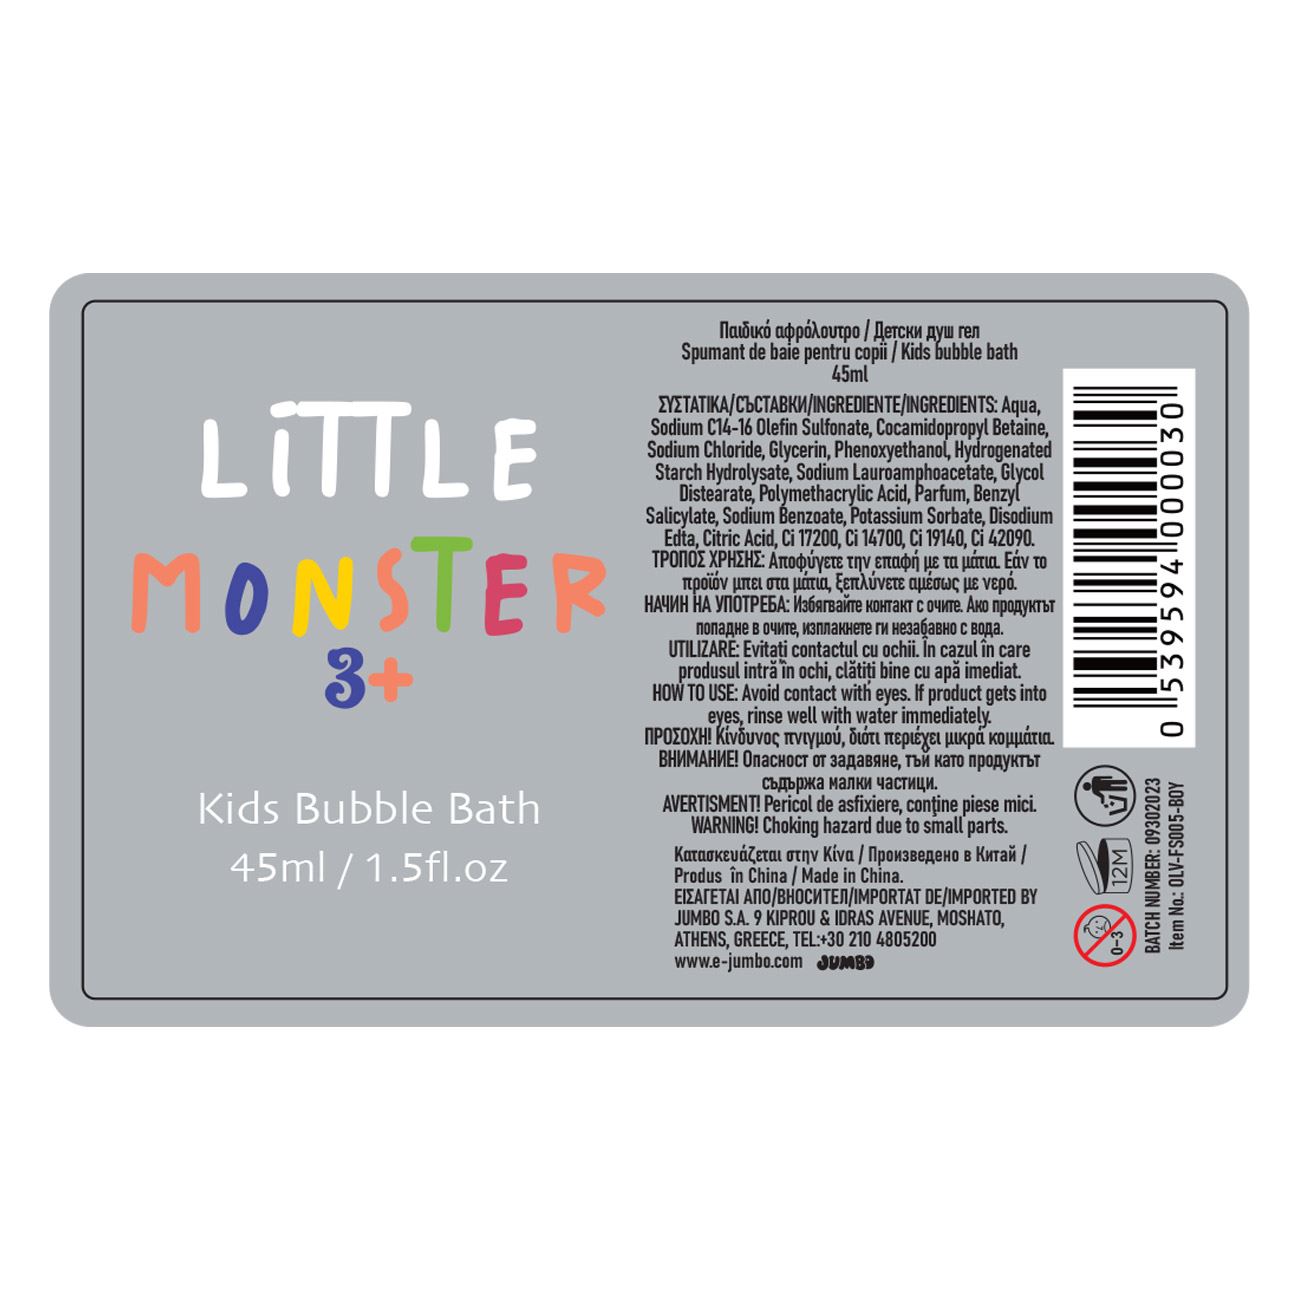 LiTTLE
MONSTER
3+
Kids Bubble Bath
45ml / 1.5fl.oz
Παιδικό αφρόλουτρο / Детски душ гел
Spumant de baie pentru copii / Kids bubble bath
45ml
ΣΥΣΤΑΤΙΚΑ/СЪСТАВКИ/INGREDIENTE/INGREDIENTS: Aqua,
Sodium C14-16 Olefin Sulfonate, Cocamidopropyl Betaine,
Sodium Chloride, Glycerin, Phenoxyethanol, Hydrogenated
Starch Hydrolysate, Sodium Lauroamphoacetate, Glycol
Distearate, Polymethacrylic Acid, Parfum, Benzyl
Salicylate, Sodium Benzoate, Potassium Sorbate, Disodium
Edta, Citric Acid, Ci 17200, Ci 14700, Ci 19140, Ci 42090.
ΤΡΟΠΟΣ ΧΡΗΣΗΣ: Αποφύγετε την επαφή με τα μάτια. Εάν το
προϊόν μπει στα μάτια, ξεπλύνετε αμέσως με νερό.
НАЧИН НА УПОТРЕБА: Избягвайте контакт с очите. Ако продуктът
попадне в очите, изплакнете ги незабавно с вода.
UTILIZARE: Evitați contactul cu ochii. În cazul în care
produsul intră în ochi, clătiți bine cu apă imediat.
HOW TO USE: Avoid contact with eyes. If product gets into
eyes, rinse well with water immediately.
ΠΡΟΣΟΧΗ! Κίνδυνος πνιγμού, διότι περιέχει μικρά κομμάτια.
ВНИМАНИЕ! Опасност от задавяне, тъй като продуктът
съдържа малки частици.
AVERTISMENT! Pericol de asfixiere, conţine piese mici.
WARNING! Choking hazard due to small parts.
Κατασκευάζεται στην Κίνα / Произведено в Китай /
Produs în China / Made in China.
ΕΙΣΑΓΕΤΑΙ ΑΠΟ/ВНОСИТЕЛ/IMPORTAT DE/IMPORTED BY
JUMBO S.A. 9 KIPROU & IDRAS AVENUE, MOSHATO,
ATHENS, GREECE, TEL:+30 210 4805200
www.e-jumbo.com JUMBO
0 539594 000030
12M
0-3
BATCH NUMBER: 09302023
Item No.: OLV-FS005-BOY